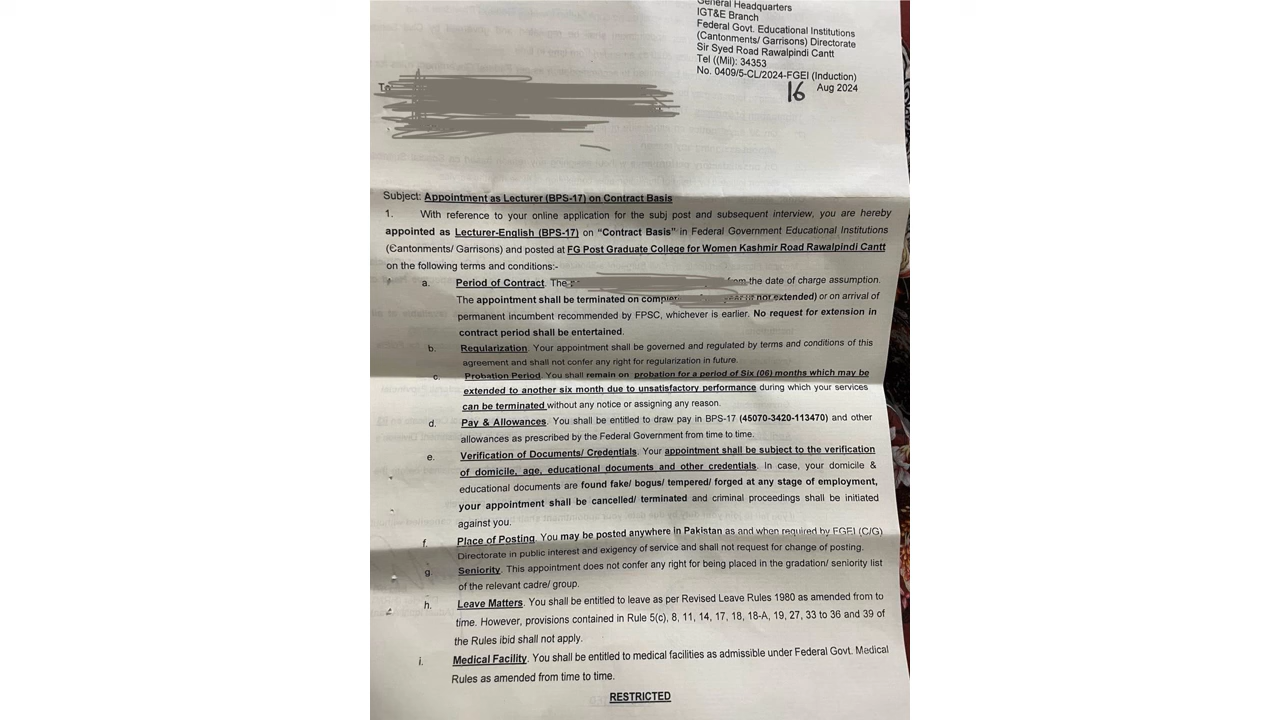 General Headquarters
IGT&E Branch
Federal Govt. Educational Institutions
(Cantonments/ Garrisons) Directorate
Sir Syed Road Rawalpindi Cantt
Tel ((Mil): 34353
No. 0409/5-CL/2024-FGEI (Induction)
16 Aug 2024
To
Subject: Appointment as Lecturer (BPS-17) on Contract Basis
1. With reference to your online application for the subj post and subsequent interview, you are hereby
appointed as Lecturer-English (BPS-17) on “Contract Basis” in Federal Government Educational Institutions
(Cantonments/ Garrisons) and posted at FG Post Graduate College for Women Kashmir Road Rawalpindi Cantt
on the following terms and conditions:-
a. Period of Contract. The from the date of charge assumption.
The appointment shall be terminated on not extended) or on arrival of
permanent incumbent recommended by FPSC, whichever is earlier. No request for extension in
contract period shall be entertained.
b. Regularization. Your appointment shall be governed and regulated by terms and conditions of this
agreement and shall not confer any right for regularization in future.
c. Probation Period. You shall remain on probation for a period of Six (06) months which may be
extended to another six month due to unsatisfactory performance during which your services
can be terminated without any notice or assigning any reason.
d. Pay & Allowances. You shall be entitled to draw pay in BPS-17 (45070-3420-113470) and other
allowances as prescribed by the Federal Government from time to time.
e. Verification of Documents/ Credentials. Your appointment shall be subject to the verification
of domicile, age, educational documents and other credentials. In case, your domicile &
educational documents are found fake/ bogus/ tempered/ forged at any stage of employment,
your appointment shall be cancelled/ terminated and criminal proceedings shall be initiated
against you.
f. Place of Posting. You may be posted anywhere in Pakistan as and when required by FGEI (C/G)
Directorate in public interest and exigency of service and shall not request for change of posting.
g. Seniority. This appointment does not confer any right for being placed in the gradation/ seniority list
of the relevant cadre/ group.
h. Leave Matters. You shall be entitled to leave as per Revised Leave Rules 1980 as amended from to
time. However, provisions contained in Rule 5(c), 8, 11, 14, 17, 18, 18-A, 19, 27, 33 to 36 and 39 of
the Rules ibid shall not apply.
i. Medical Facility. You shall be entitled to medical facilities as admissible under Federal Govt. Medical
Rules as amended from time to time.
RESTRICTED